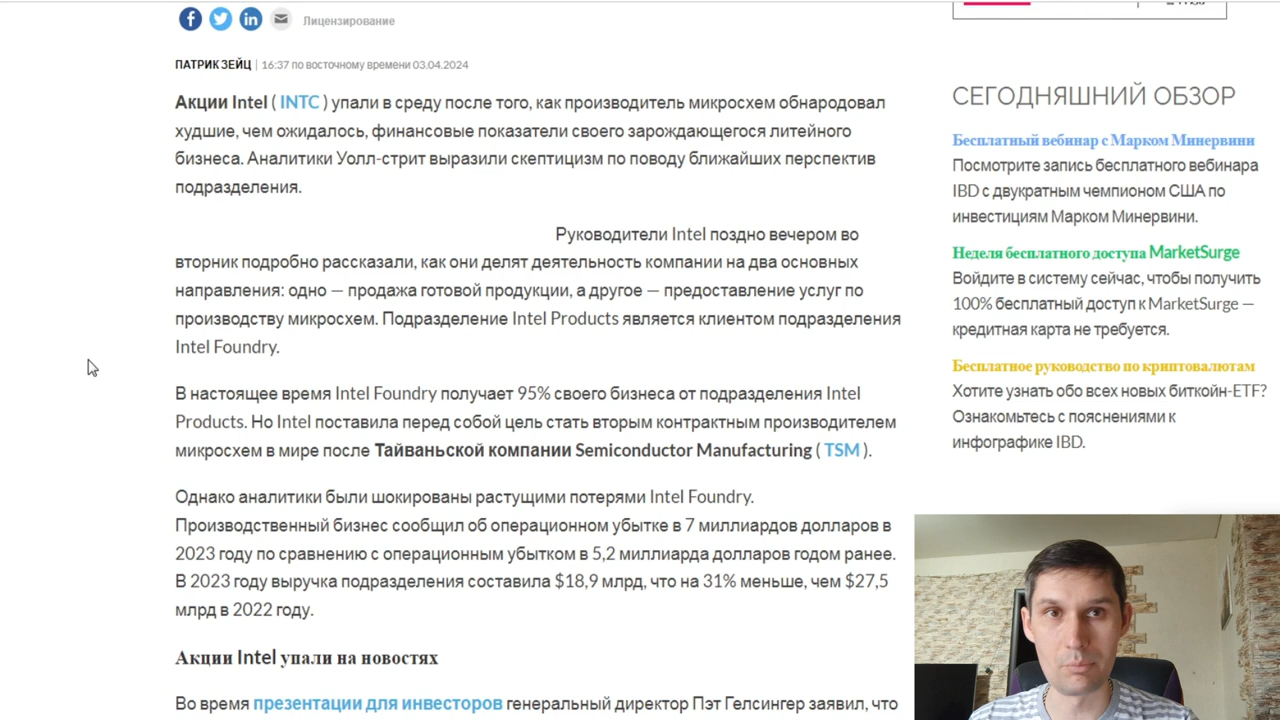 Лицензирование
ПАТРИК ЗЕЙЦ | 16:37 по восточному времени 03.04.2024
Акции Intel ( INTC ) упали в среду после того, как производитель микросхем обнародовал
худшие, чем ожидалось, финансовые показатели своего зарождающегося литейного
бизнеса. Аналитики Уолл-стрит выразили скептицизм по поводу ближайших перспектив
подразделения.
Руководители Intel поздно вечером во
вторник подробно рассказали, как они делят деятельность компании на два основных
направления: одно — продажа готовой продукции, а другое — предоставление услуг по
производству микросхем. Подразделение Intel Products является клиентом подразделения
Intel Foundry.
В настоящее время Intel Foundry получает 95% своего бизнеса от подразделения Intel
Products. Но Intel поставила перед собой цель стать вторым контрактным производителем
микросхем в мире после Тайваньской компании Semiconductor Manufacturing ( TSM ).
Однако аналитики были шокированы растущими потерями Intel Foundry.
Производственный бизнес сообщил об операционном убытке в 7 миллиардов долларов в
2023 году по сравнению с операционным убытком в 5,2 миллиарда долларов годом ранее.
В 2023 году выручка подразделения составила $18,9 млрд, что на 31% меньше, чем $27,5
млрд в 2022 году.
Акции Intel упали на новостях
Во время презентации для инвесторов генеральный директор Пэт Гелсингер заявил, что
СЕГОДНЯШНИЙ ОБЗОР
Бесплатный вебинар с Марком Минервини
Посмотрите запись бесплатного вебинара
IBD с двукратным чемпионом США по
инвестициям Марком Минервини.
Неделя бесплатного доступа MarketSurge
Войдите в систему сейчас, чтобы получить
100% бесплатный доступ к MarketSurge —
кредитная карта не требуется.
Бесплатное руководство по криптовалютам
Хотите узнать обо всех новых биткойн-ETF?
Ознакомьтесь с пояснениями к
инфографике IBD.